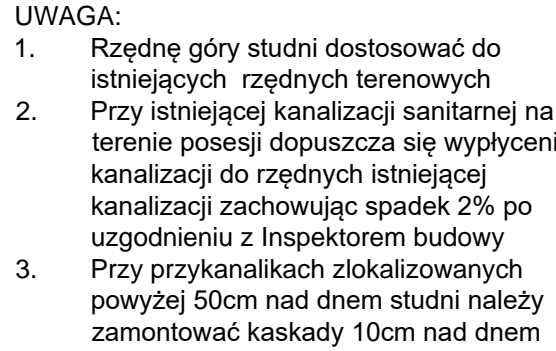 UWAGA:
1. Rzędnę góry studni dostosować do
istniejących rzędnych terenowych
2. Przy istniejącej kanalizacji sanitarnej na
terenie posesji dopuszcza się wypłyceni
kanalizacji do rzędnych istniejącej
kanalizacji zachowując spadek 2% po
uzgodnieniu z Inspektorem budowy
3. Przy przykanalikach zlokalizowanych
powyżej 50cm nad dnem studni należy
zamontować kaskady 10cm nad dnem